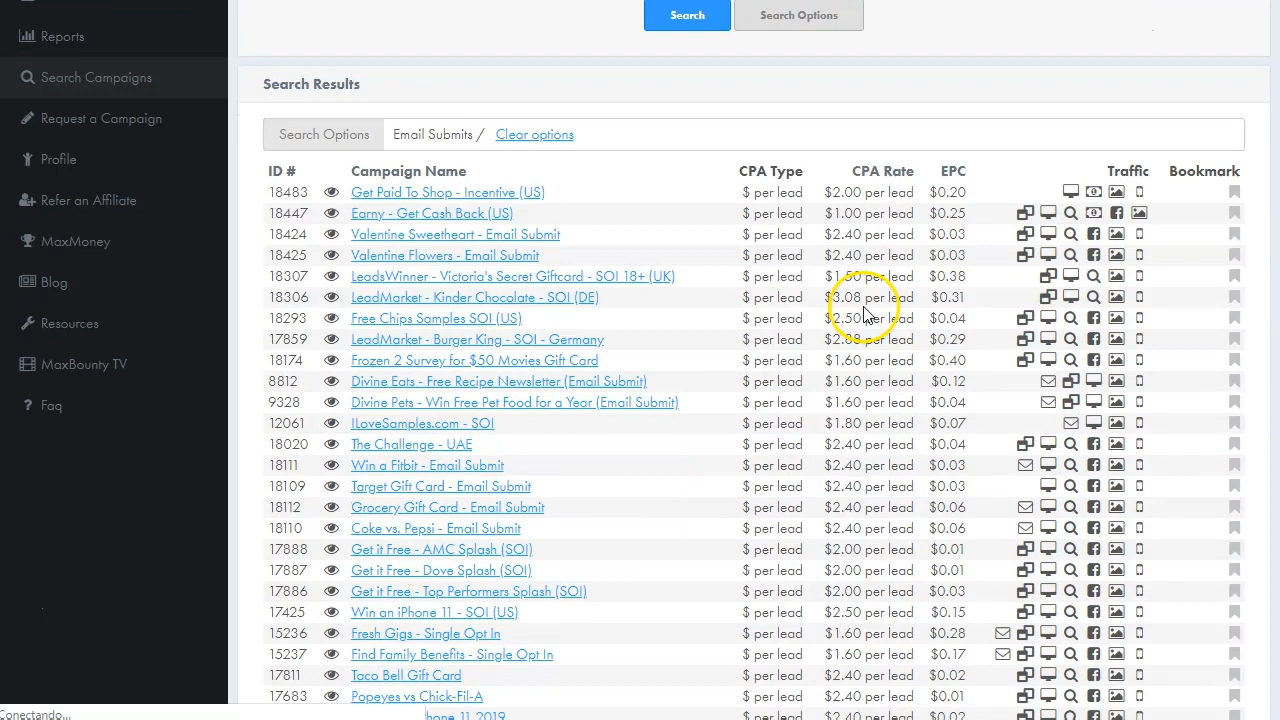 Search Search Options
Reports
Search Campaigns
Request a Campaign
Profile
Refer an Affiliate
MaxMoney
Blog
Resources
MaxBounty TV
? Faq
Search Results
Search Options Email Submits / Clear options
ID # Campaign Name CPA Type CPA Rate EPC Traffic Bookmark
18483 Get Paid To Shop - Incentive (US) $ per lead $2.00 per lead $0.20
18447 Earny - Get Cash Back (US) $ per lead $1.00 per lead $0.25
18424 Valentine Sweetheart - Email Submit $ per lead $2.40 per lead $0.03
18425 Valentine Flowers - Email Submit $ per lead $2.40 per lead $0.03
18307 LeadsWinner - Victoria's Secret Giftcard - SOI 18+ (UK) $ per lead $1.50 per lead $0.38
18306 LeadMarket - Kinder Chocolate - SOI (DE) $ per lead $3.08 per lead $0.31
18293 Free Chips Samples SOI (US) $ per lead $2.50 per lead $0.04
17859 LeadMarket - Burger King - SOI - Germany $ per lead per lead $0.29
18174 Frozen 2 Survey for $50 Movies Gift Card $ per lead $1.60 per lead $0.40
8812 Divine Eats - Free Recipe Newsletter (Email Submit) $ per lead $1.60 per lead $0.12
9328 Divine Pets - Win Free Pet Food for a Year (Email Submit) $ per lead $1.60 per lead $0.04
12061 ILoveSamples.com - SOI $ per lead $1.80 per lead $0.07
18020 The Challenge - UAE $ per lead $2.40 per lead $0.04
18111 Win a Fitbit - Email Submit $ per lead $2.40 per lead $0.03
18109 Target Gift Card - Email Submit $ per lead $2.40 per lead $0.03
18112 Grocery Gift Card - Email Submit $ per lead $2.40 per lead $0.06
18110 Coke vs. Pepsi - Email Submit $ per lead $2.40 per lead $0.06
17888 Get it Free - AMC Splash (SOI) $ per lead $2.00 per lead $0.01
17887 Get it Free - Dove Splash (SOI) $ per lead $2.00 per lead $0.01
17886 Get it Free - Top Performers Splash (SOI) $ per lead $2.00 per lead $0.03
17425 Win an iPhone 11 - SOI (US) $ per lead $2.50 per lead $0.15
15236 Fresh Gigs - Single Opt In $ per lead $1.60 per lead $0.28
15237 Find Family Benefits - Single Opt In $ per lead $1.60 per lead $0.17
17811 Taco Bell Gift Card $ per lead $2.40 per lead $0.02
17683 Popeyes vs Chick-Fil-A $ per lead $2.40 per lead $0.01
hone 11 2019 $ per lead $2.40 per lead $0.02
Conectando...